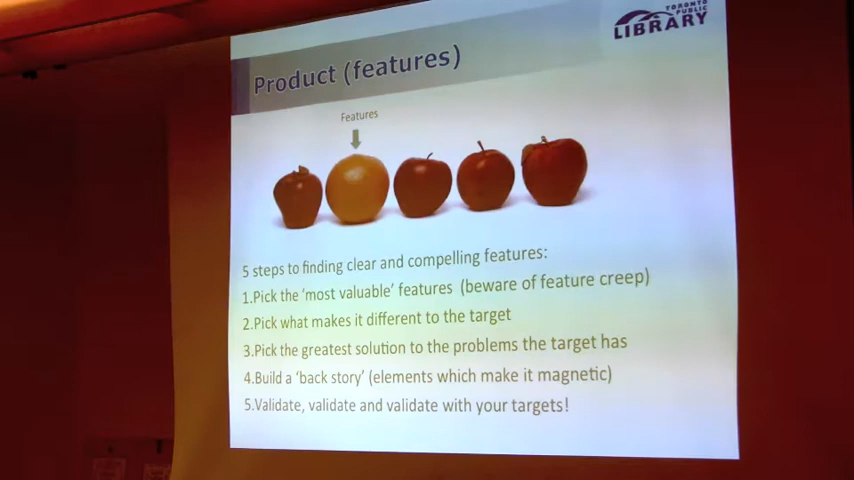 TORONTO
PUBLIC
LIBRARY
Product (features)
Features
5 steps to finding clear and compelling features:
1.Pick the 'most valuable' features (beware of feature creep)
2.Pick what makes it different to the target
3.Pick the greatest solution to the problems the target has
4.Build a 'back story' (elements which make it magnetic)
5.Validate, validate and validate with your targets!